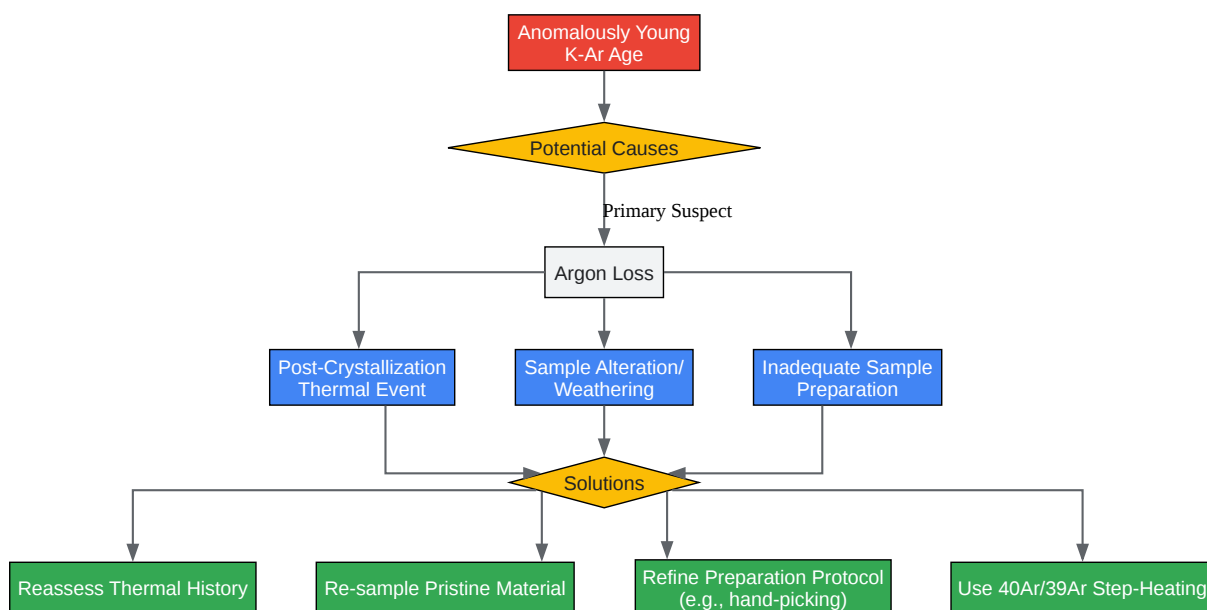 Anomalously Young
K-Ar Age
Potential Causes
Primary Suspect
Argon Loss
Post-Crystallization
Thermal Event
Sample Alteration/
Weathering
Inadequate Sample
Preparation
Solutions
Reassess Thermal History
Re-sample Pristine Material
Refine Preparation Protocol
(e.g., hand-picking)
Use 40Ar/39Ar Step-Heating